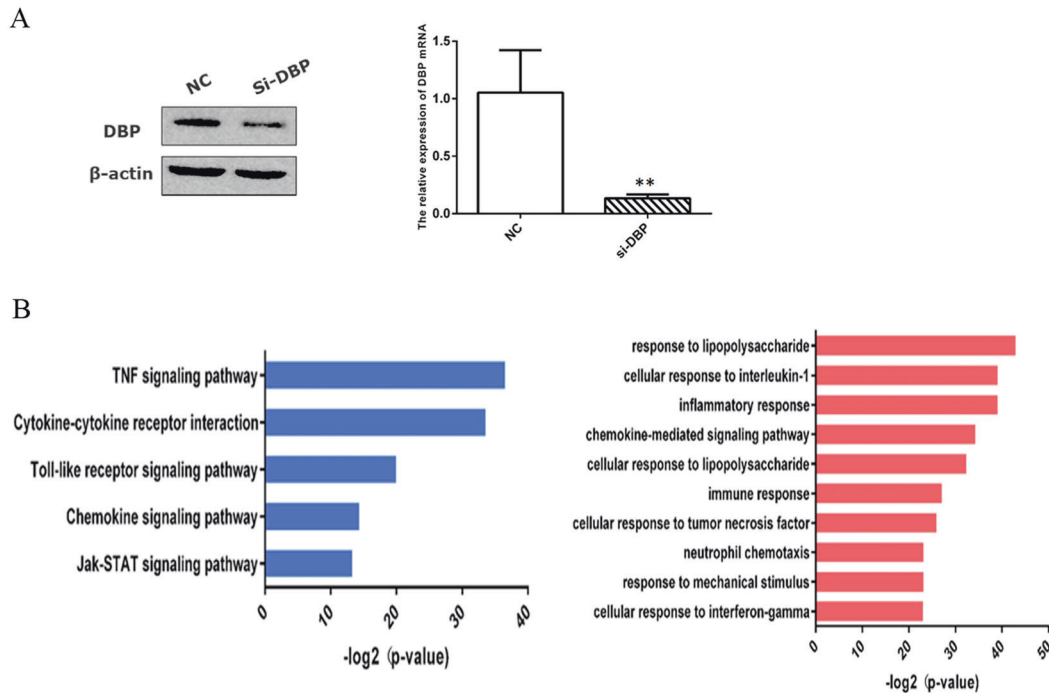 A
NC
Si-DBP
DBP
β-actin
The relative expression of DBP mRNA
1.5
1.0
0.5
0.0
**
NC
si-DBP
B
TNF signaling pathway
Cytokine-cytokine receptor interaction
Toll-like receptor signaling pathway
Chemokine signaling pathway
Jak-STAT signaling pathway
0 10 20 30 40
-log2 (p-value)
response to lipopolysaccharide
cellular response to interleukin-1
inflammatory response
chemokine-mediated signaling pathway
cellular response to lipopolysaccharide
immune response
cellular response to tumor necrosis factor
neutrophil chemotaxis
response to mechanical stimulus
cellular response to interferon-gamma
0 10 20 30 40 50
-log2 (p-value)